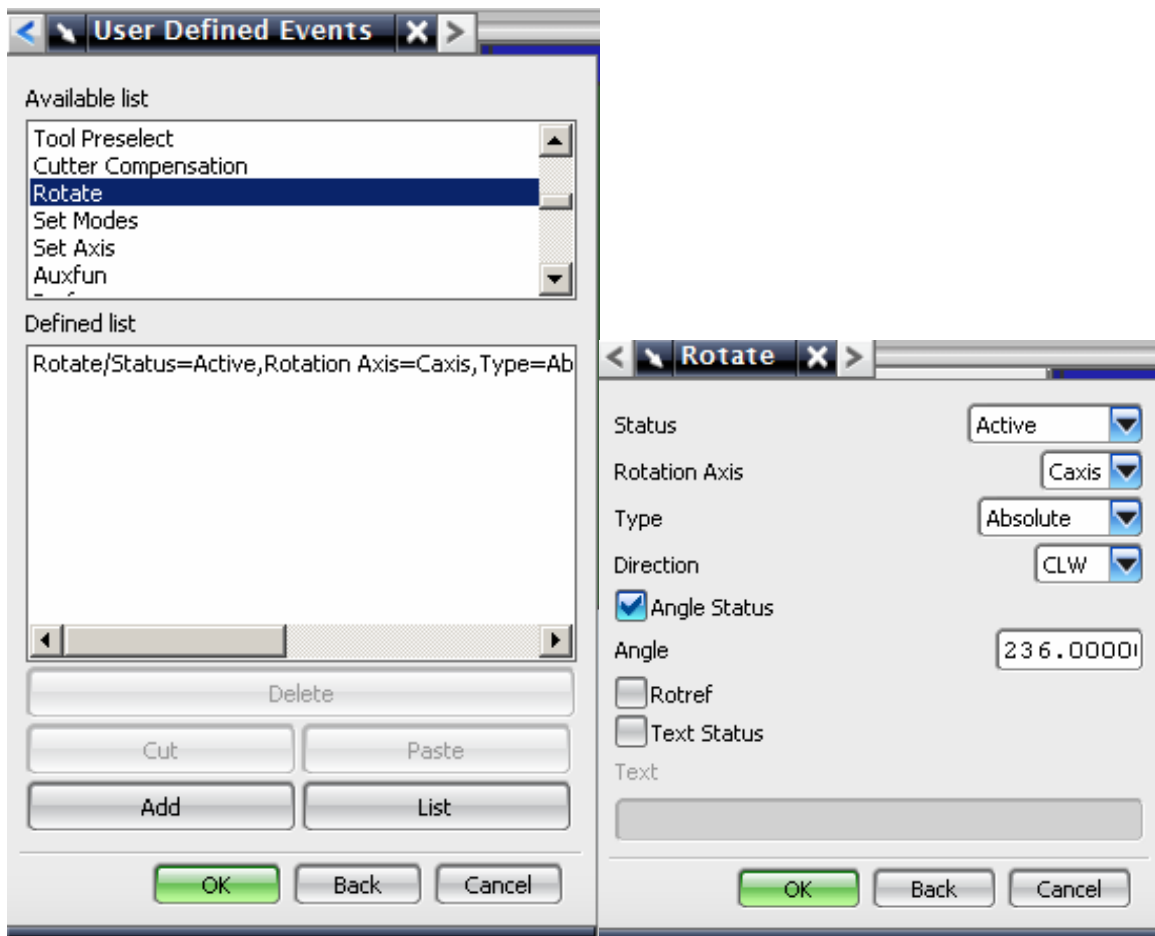 User Defined Events
Available list
Tool Preselect
Cutter Compensation
Rotate
Set Modes
Set Axis
Auxfun
Defined list
Rotate/Status=Active,Rotation Axis=Caxis,Type=Ab
Delete
Cut Paste
Add List
OK Back Cancel
Rotate
Status Active
Rotation Axis Caxis
Type Absolute
Direction CLW
Angle Status
Angle 236.0000
Rotref
Text Status
Text
OK Back Cancel